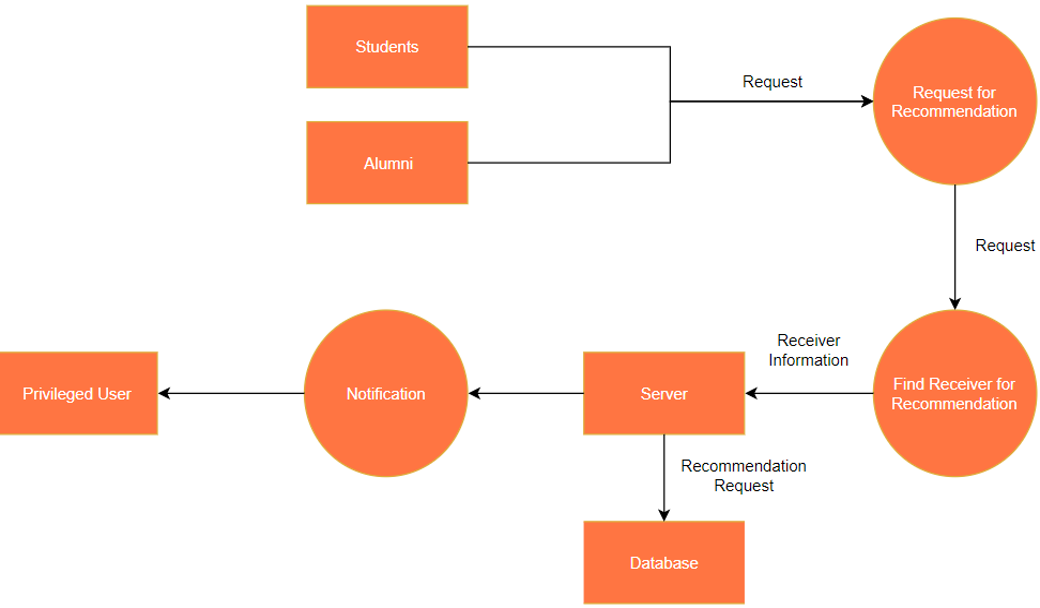 Students
Request
Request for
Recommendation
Alumni
Request
Receiver
Information
Privileged User
Notification
Server
Find Receiver for
Recommendation
Recommendation
Request
Database